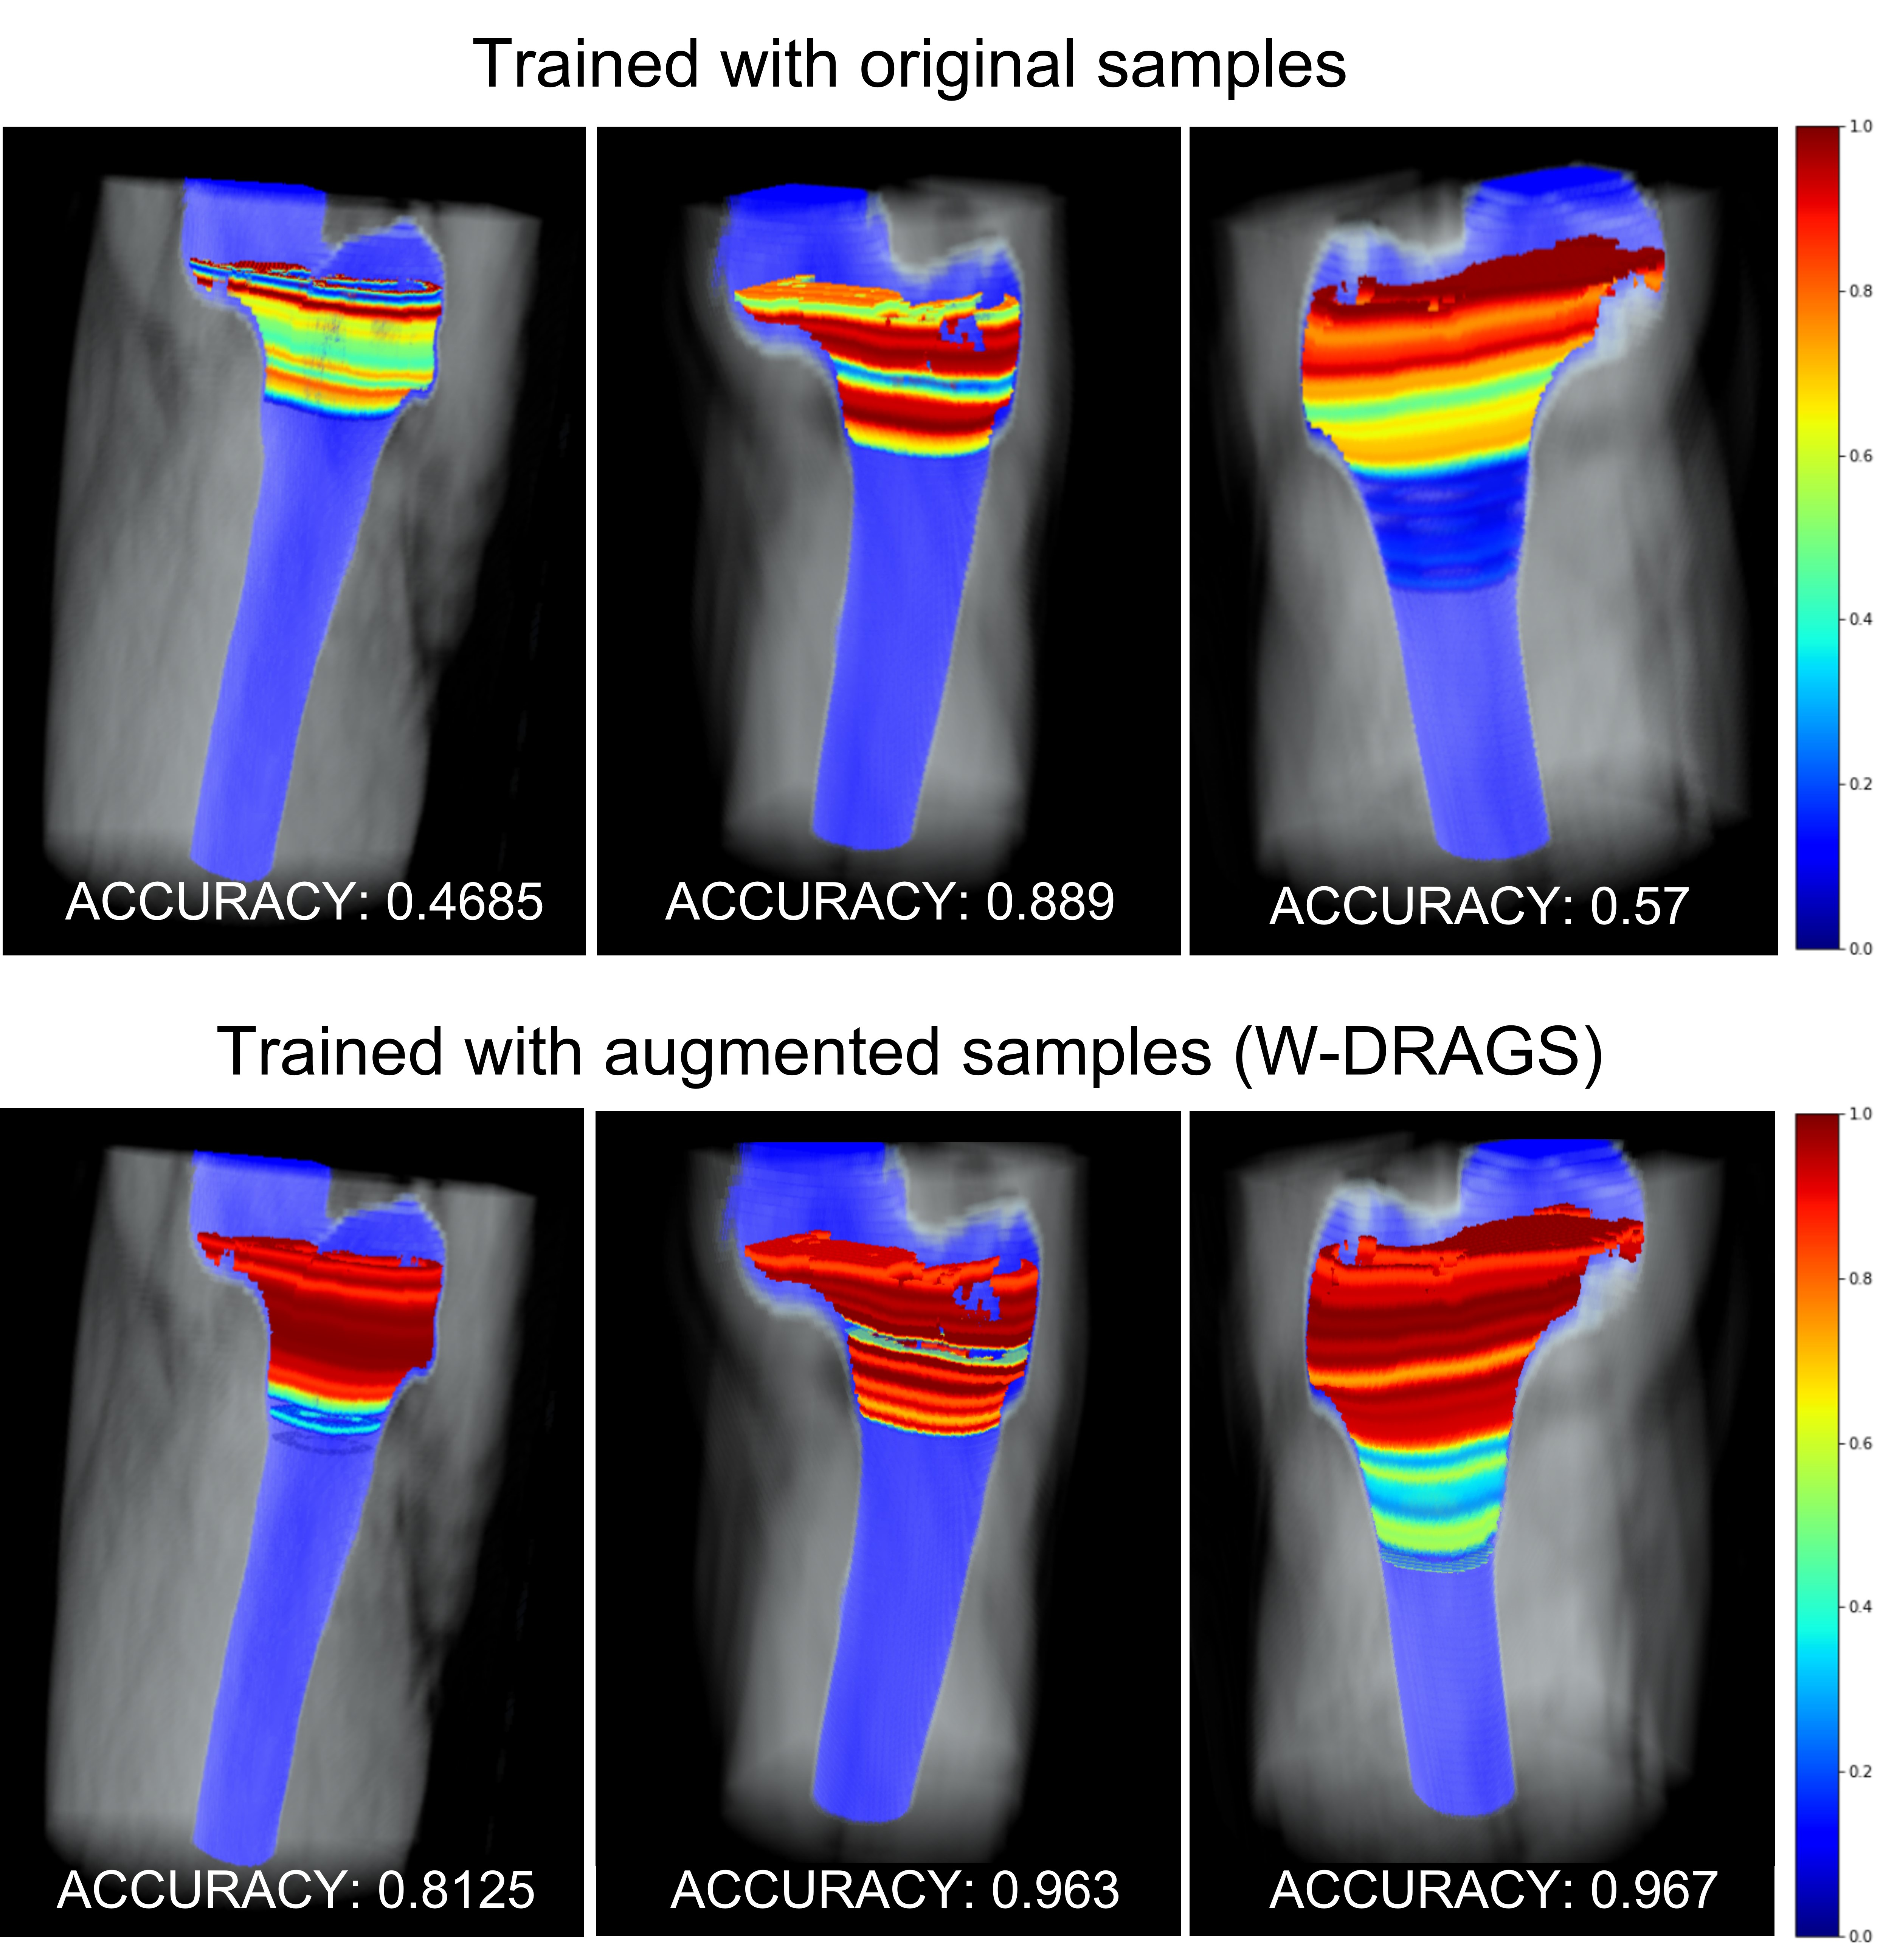 Trained with original samples
1.0
0.8
0.6
0.4
0.2
0.0
ACCURACY: 0.4685
ACCURACY: 0.889
ACCURACY: 0.57
Trained with augmented samples (W-DRAGS)
1.0
0.8
0.6
0.4
0.2
0.0
ACCURACY: 0.8125
ACCURACY: 0.963
ACCURACY: 0.967